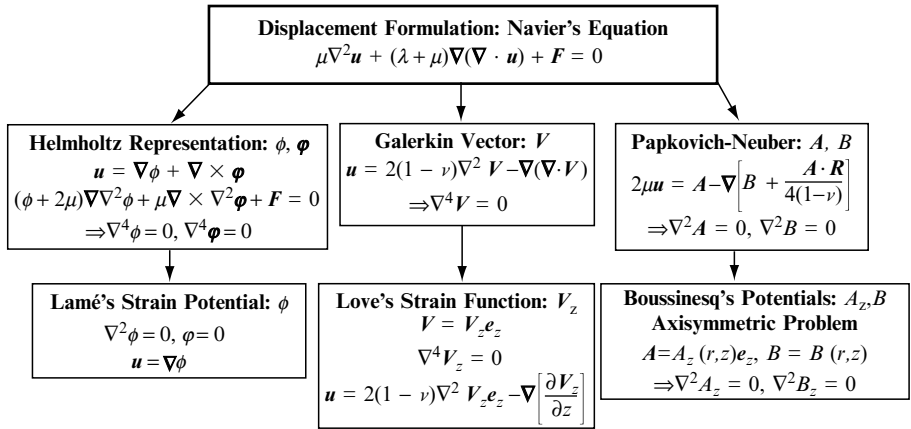 Displacement Formulation: Navier's Equation
μ∇²u + (λ + μ)∇(∇ · u) + F = 0
Helmholtz Representation: ϕ, φ
u = ∇ϕ + ∇ × φ
(ϕ + 2μ)∇∇²ϕ + μ∇ × ∇²φ + F = 0
⇒∇⁴ϕ = 0, ∇⁴φ = 0
Galerkin Vector: V
u = 2(1 − ν)∇² V −∇(∇·V)
⇒∇⁴V = 0
Papkovich-Neuber: A, B
2μu = A−∇[B + A · R / 4(1−ν)]
⇒∇²A = 0, ∇²B = 0
Lamé's Strain Potential: ϕ
∇²ϕ = 0, φ = 0
u = ∇ϕ
Love's Strain Function: V_z
V = V_z e_z
∇⁴V_z = 0
u = 2(1 − ν)∇² V_z e_z −∇[∂V_z / ∂z]
Boussinesq's Potentials: A_z, B
Axisymmetric Problem
A=A_z (r,z)e_z, B = B (r,z)
⇒∇²A_z = 0, ∇²B_z = 0